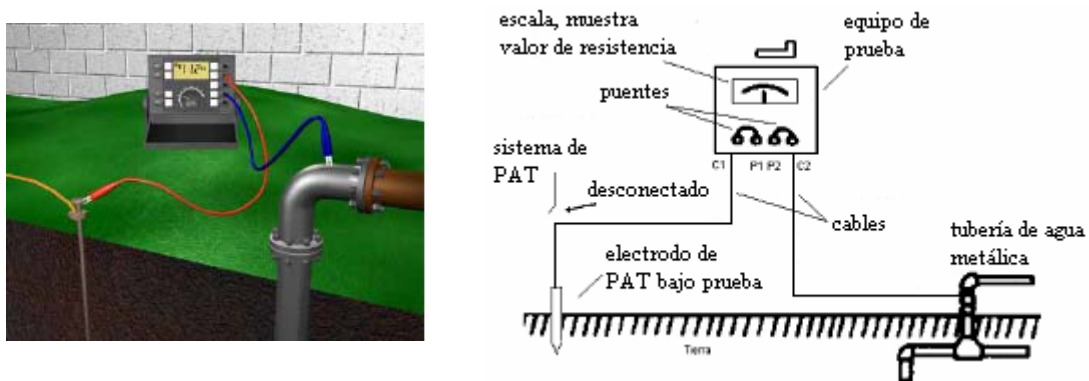 escala, muestra
valor de resistencia
equipo de
prueba
puentes
sistema de
PAT
C1
P1 P2
C2
desconectado
cables
tubería de agua
metálica
electrodo de
PAT bajo prueba
Tierra